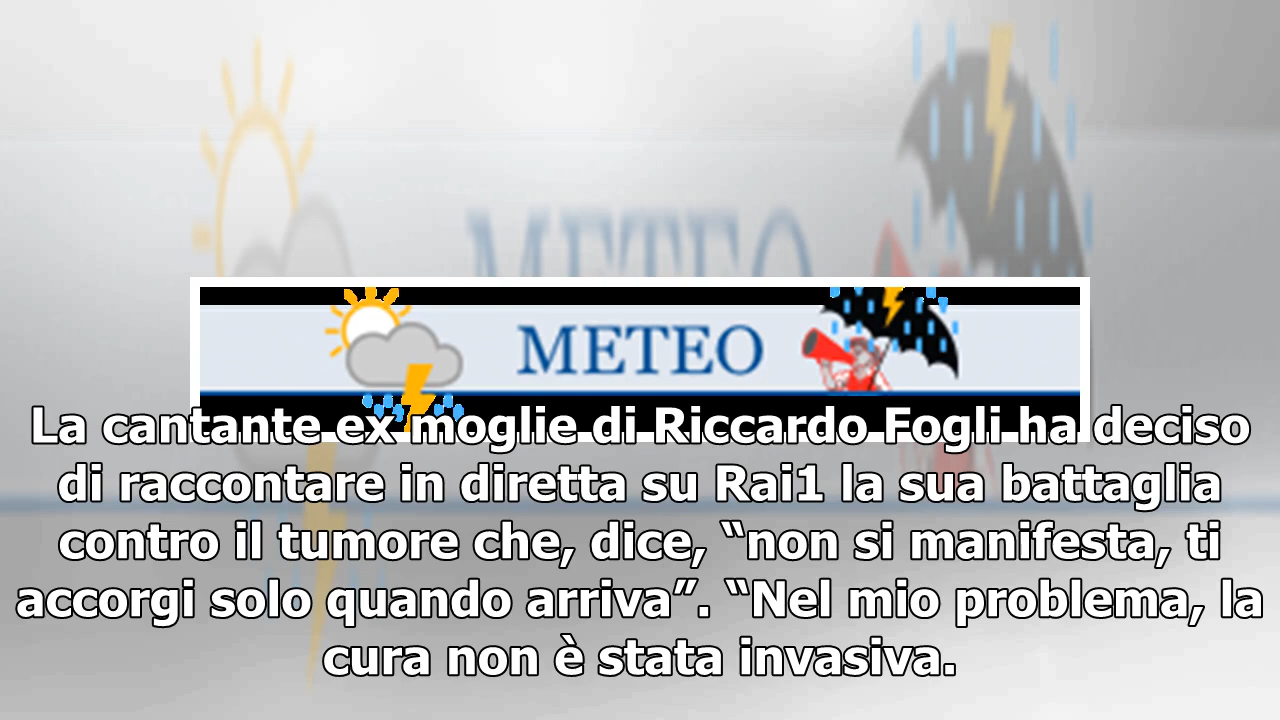 METEO
METEO
La cantante ex moglie di Riccardo Fogli ha deciso
di raccontare in diretta su Rai1 la sua battaglia
contro il tumore che, dice, “non si manifesta, ti
accorgi solo quando arriva”. “Nel mio problema, la
cura non è stata invasiva.